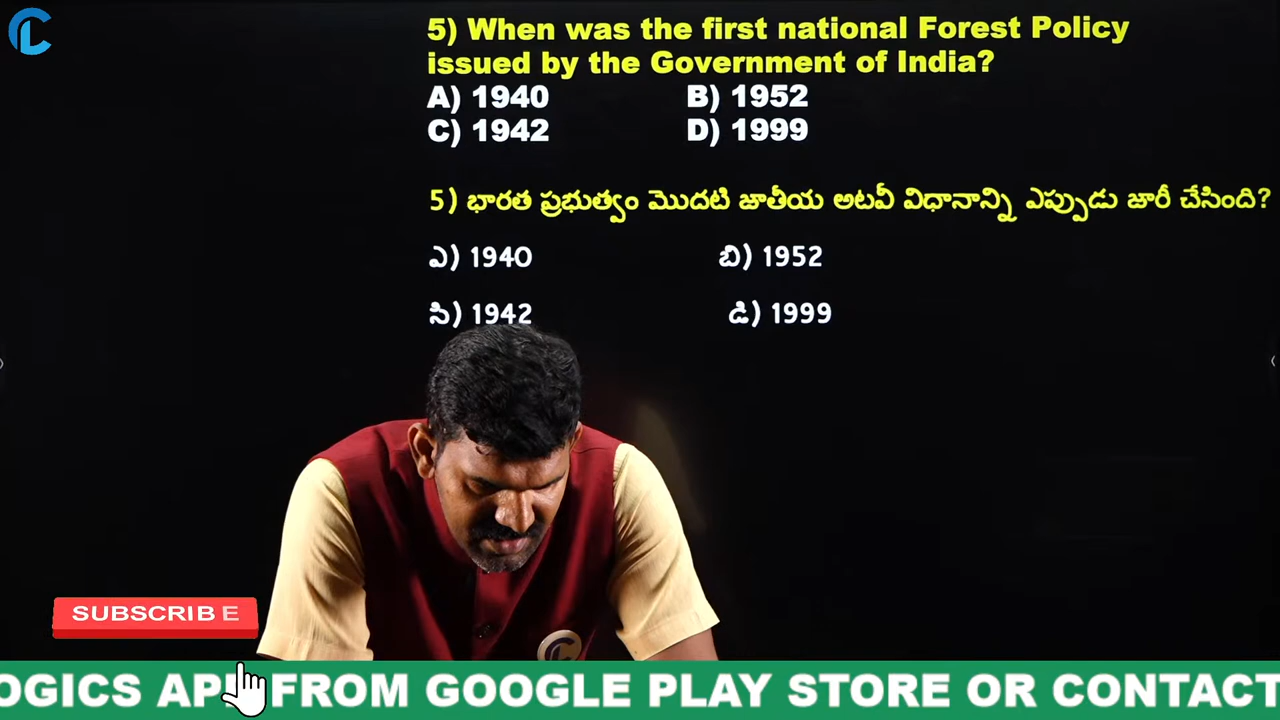 5) When was the first national Forest Policy
issued by the Government of India?
A) 1940 B) 1952
C) 1942 D) 1999
5) భారత ప్రభుత్వం మొదటి జాతీయ అటవీ విధానాన్ని ఎప్పుడు జారీ చేసింది?
ఎ) 1940 బి) 1952
సి) 1942 డి) 1999
SUBSCRIBE
OGICS AP FROM GOOGLE PLAY STORE OR CONTACT